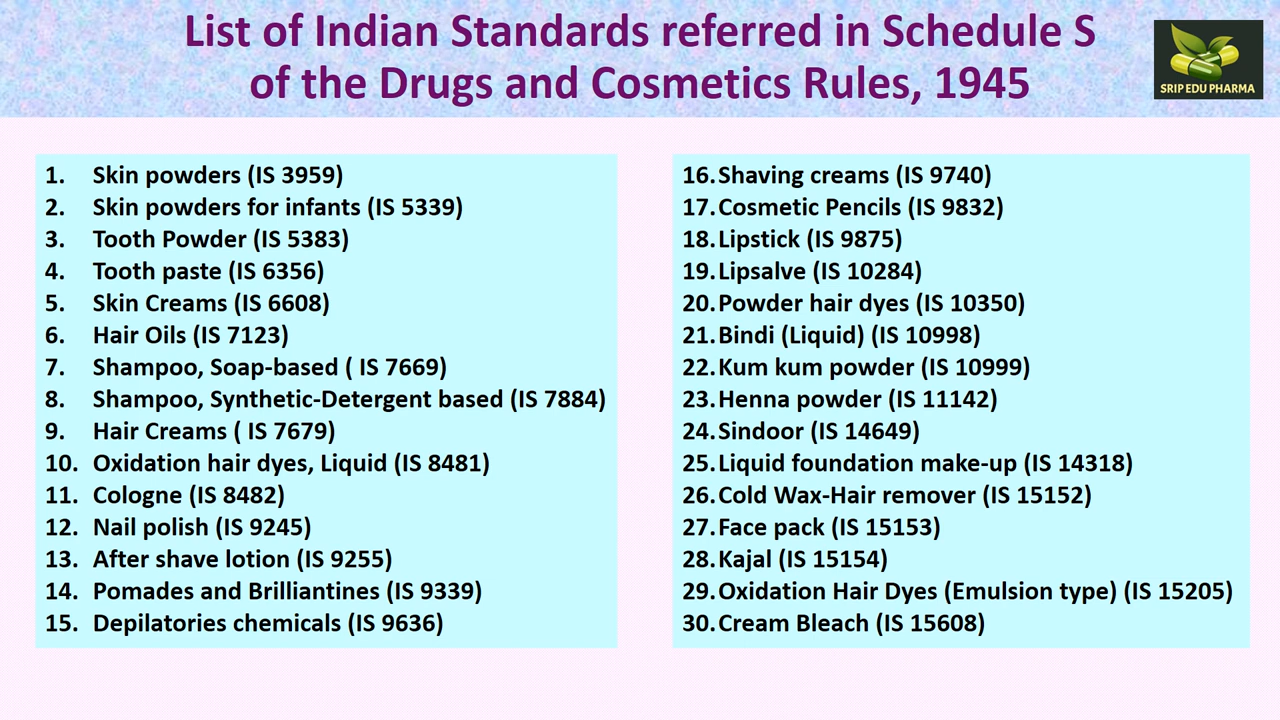 List of Indian Standards referred in Schedule S
of the Drugs and Cosmetics Rules, 1945
SRIP EDU PHARMA
1. Skin powders (IS 3959)
2. Skin powders for infants (IS 5339)
3. Tooth Powder (IS 5383)
4. Tooth paste (IS 6356)
5. Skin Creams (IS 6608)
6. Hair Oils (IS 7123)
7. Shampoo, Soap-based ( IS 7669)
8. Shampoo, Synthetic-Detergent based (IS 7884)
9. Hair Creams ( IS 7679)
10. Oxidation hair dyes, Liquid (IS 8481)
11. Cologne (IS 8482)
12. Nail polish (IS 9245)
13. After shave lotion (IS 9255)
14. Pomades and Brilliantines (IS 9339)
15. Depilatories chemicals (IS 9636)
16. Shaving creams (IS 9740)
17. Cosmetic Pencils (IS 9832)
18. Lipstick (IS 9875)
19. Lipsalve (IS 10284)
20. Powder hair dyes (IS 10350)
21. Bindi (Liquid) (IS 10998)
22. Kum kum powder (IS 10999)
23. Henna powder (IS 11142)
24. Sindoor (IS 14649)
25. Liquid foundation make-up (IS 14318)
26. Cold Wax-Hair remover (IS 15152)
27. Face pack (IS 15153)
28. Kajal (IS 15154)
29. Oxidation Hair Dyes (Emulsion type) (IS 15205)
30. Cream Bleach (IS 15608)